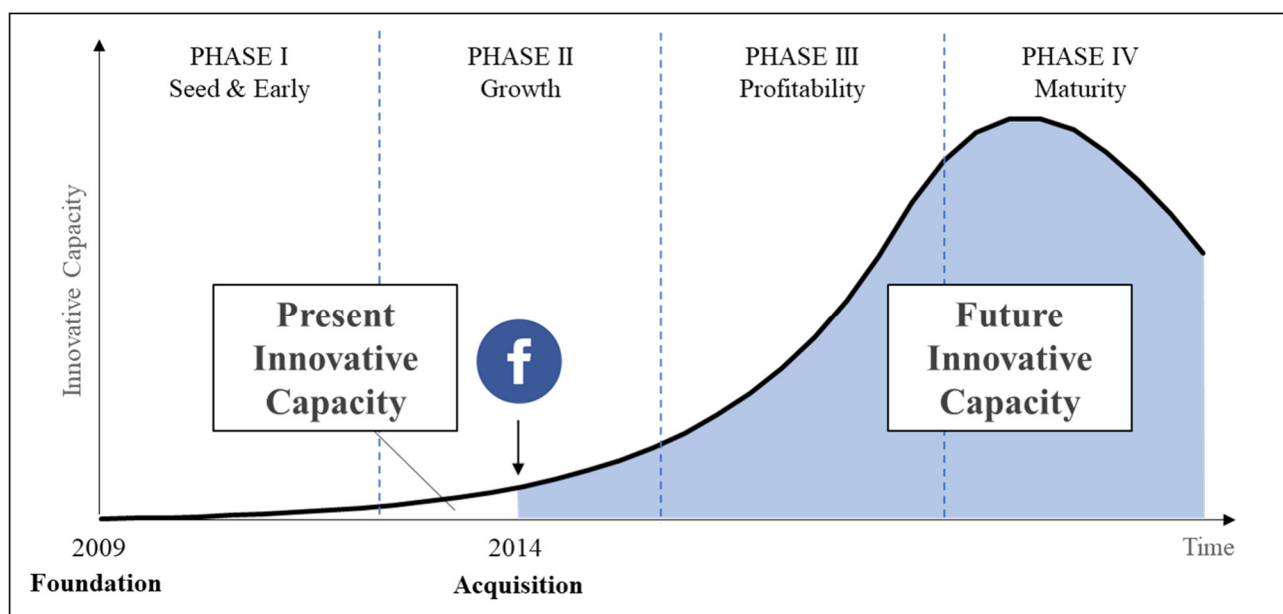 PHASE I
Seed & Early
PHASE II
Growth
PHASE III
Profitability
PHASE IV
Maturity
Innovative Capacity
Present
Innovative
Capacity
f
Future
Innovative
Capacity
2009
Foundation
2014
Acquisition
Time